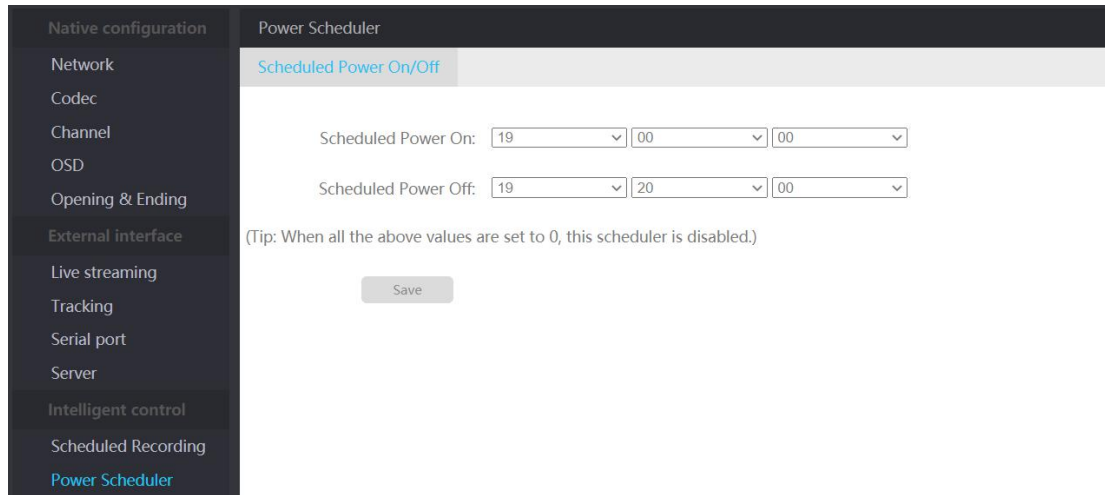 Native configuration
Network
Codec
Channel
OSD
Opening & Ending
External interface
Live streaming
Tracking
Serial port
Server
Intelligent control
Scheduled Recording
Power Scheduler
Power Scheduler
Scheduled Power On/Off
Scheduled Power On: 19 00 00
Scheduled Power Off: 19 20 00
(Tip: When all the above values are set to 0, this scheduler is disabled.)
Save